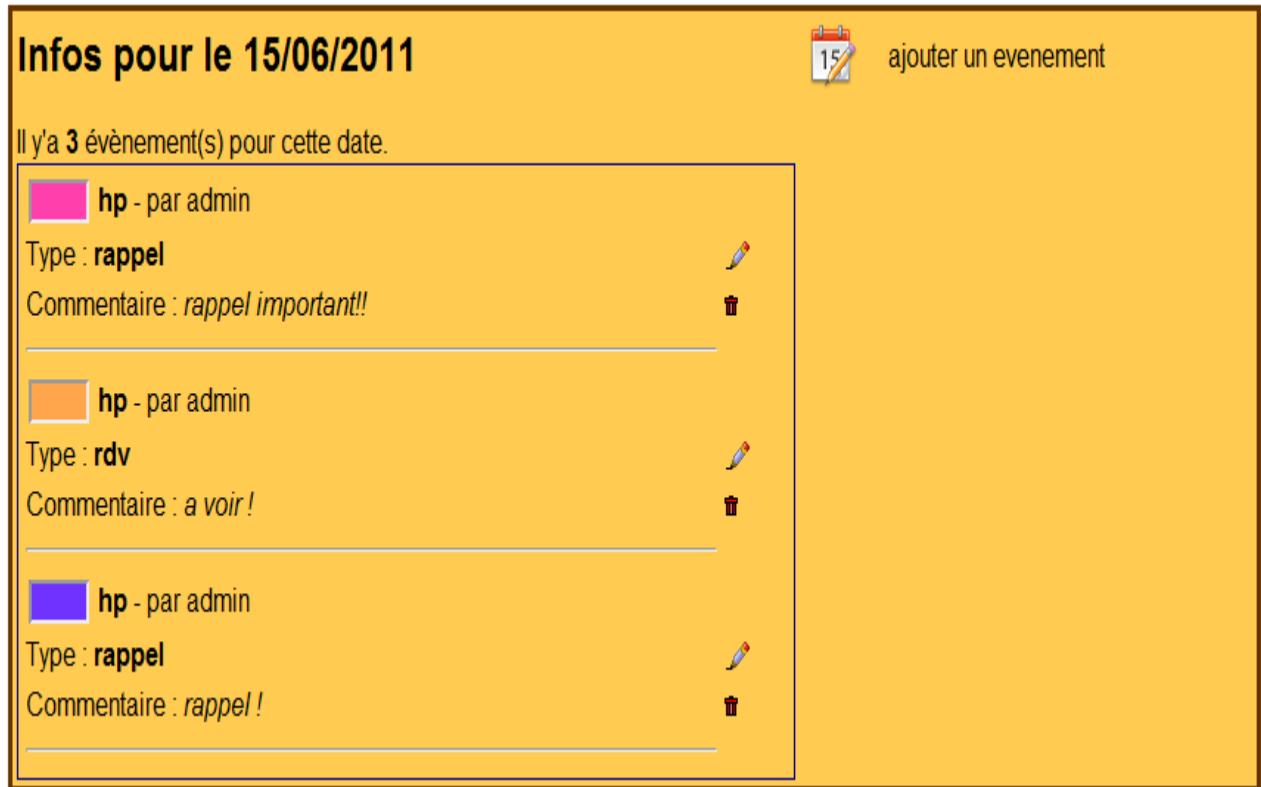 Infos pour le 15/06/2011
15
ajouter un evenement
Il y'a 3 évènement(s) pour cette date.
hp - par admin
Type : rappel
Commentaire : rappel important!!
hp - par admin
Type : rdv
Commentaire : a voir !
hp - par admin
Type : rappel
Commentaire : rappel !